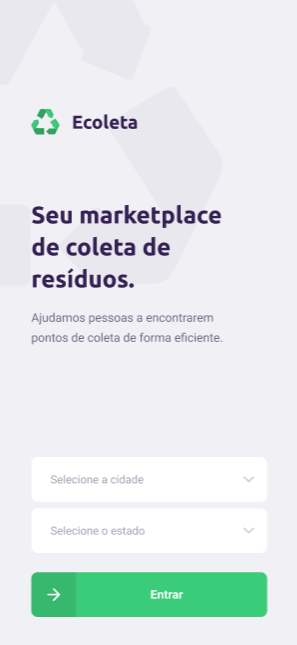 Ecoleta
Seu marketplace
de coleta de
resíduos.
Ajudamos pessoas a encontrarem
pontos de coleta de forma eficiente.
Selecione a cidade
Selecione o estado
Entrar